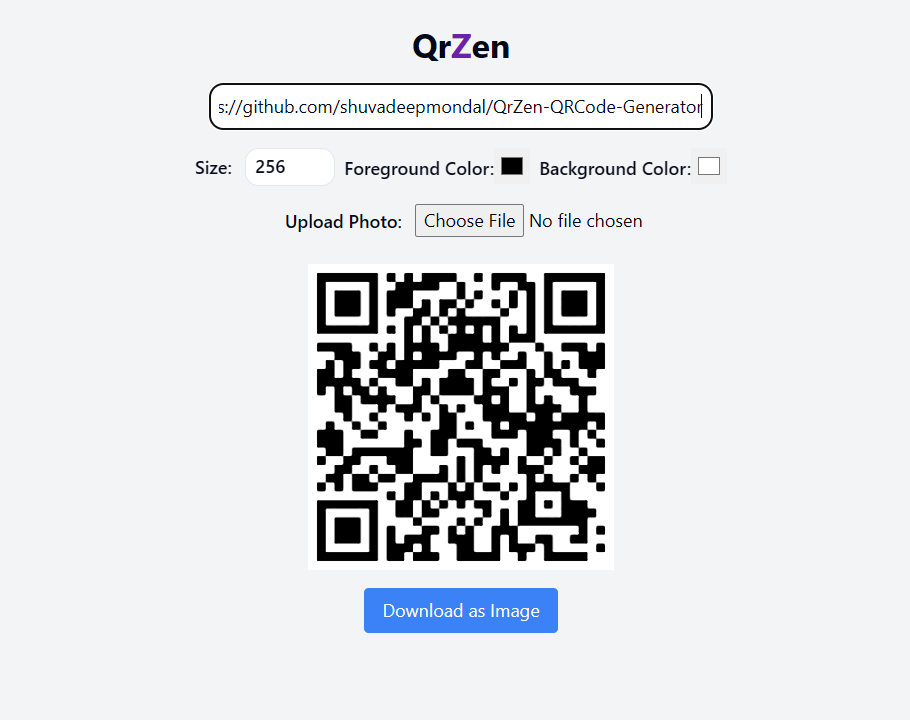 QrZen
s://github.com/shuvadeepmondal/QrZen-QRCode-Generator
Size: 256 Foreground Color: Background Color:
Upload Photo: Choose File No file chosen
Download as Image